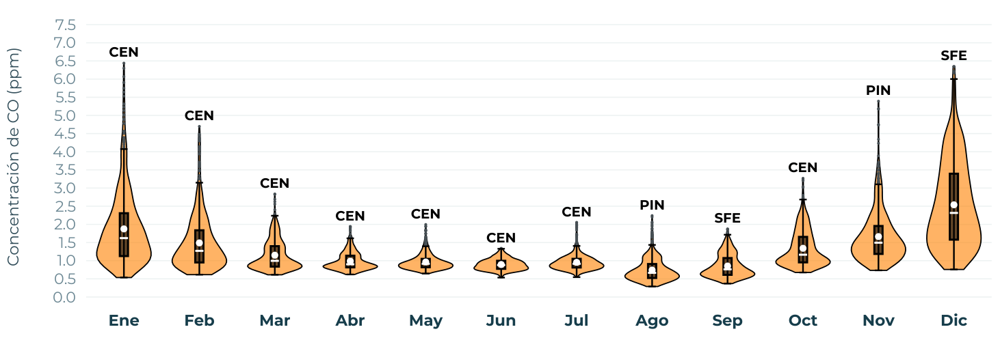 Concentración de CO (ppm)
7.5
7.0
6.5
6.0
5.5
5.0
4.5
4.0
3.5
3.0
2.5
2.0
1.5
1.0
0.5
0.0
CEN
CEN
CEN
CEN
CEN
CEN
CEN
PIN
SFE
CEN
PIN
SFE
Ene Feb Mar Abr May Jun Jul Ago Sep Oct Nov Dic